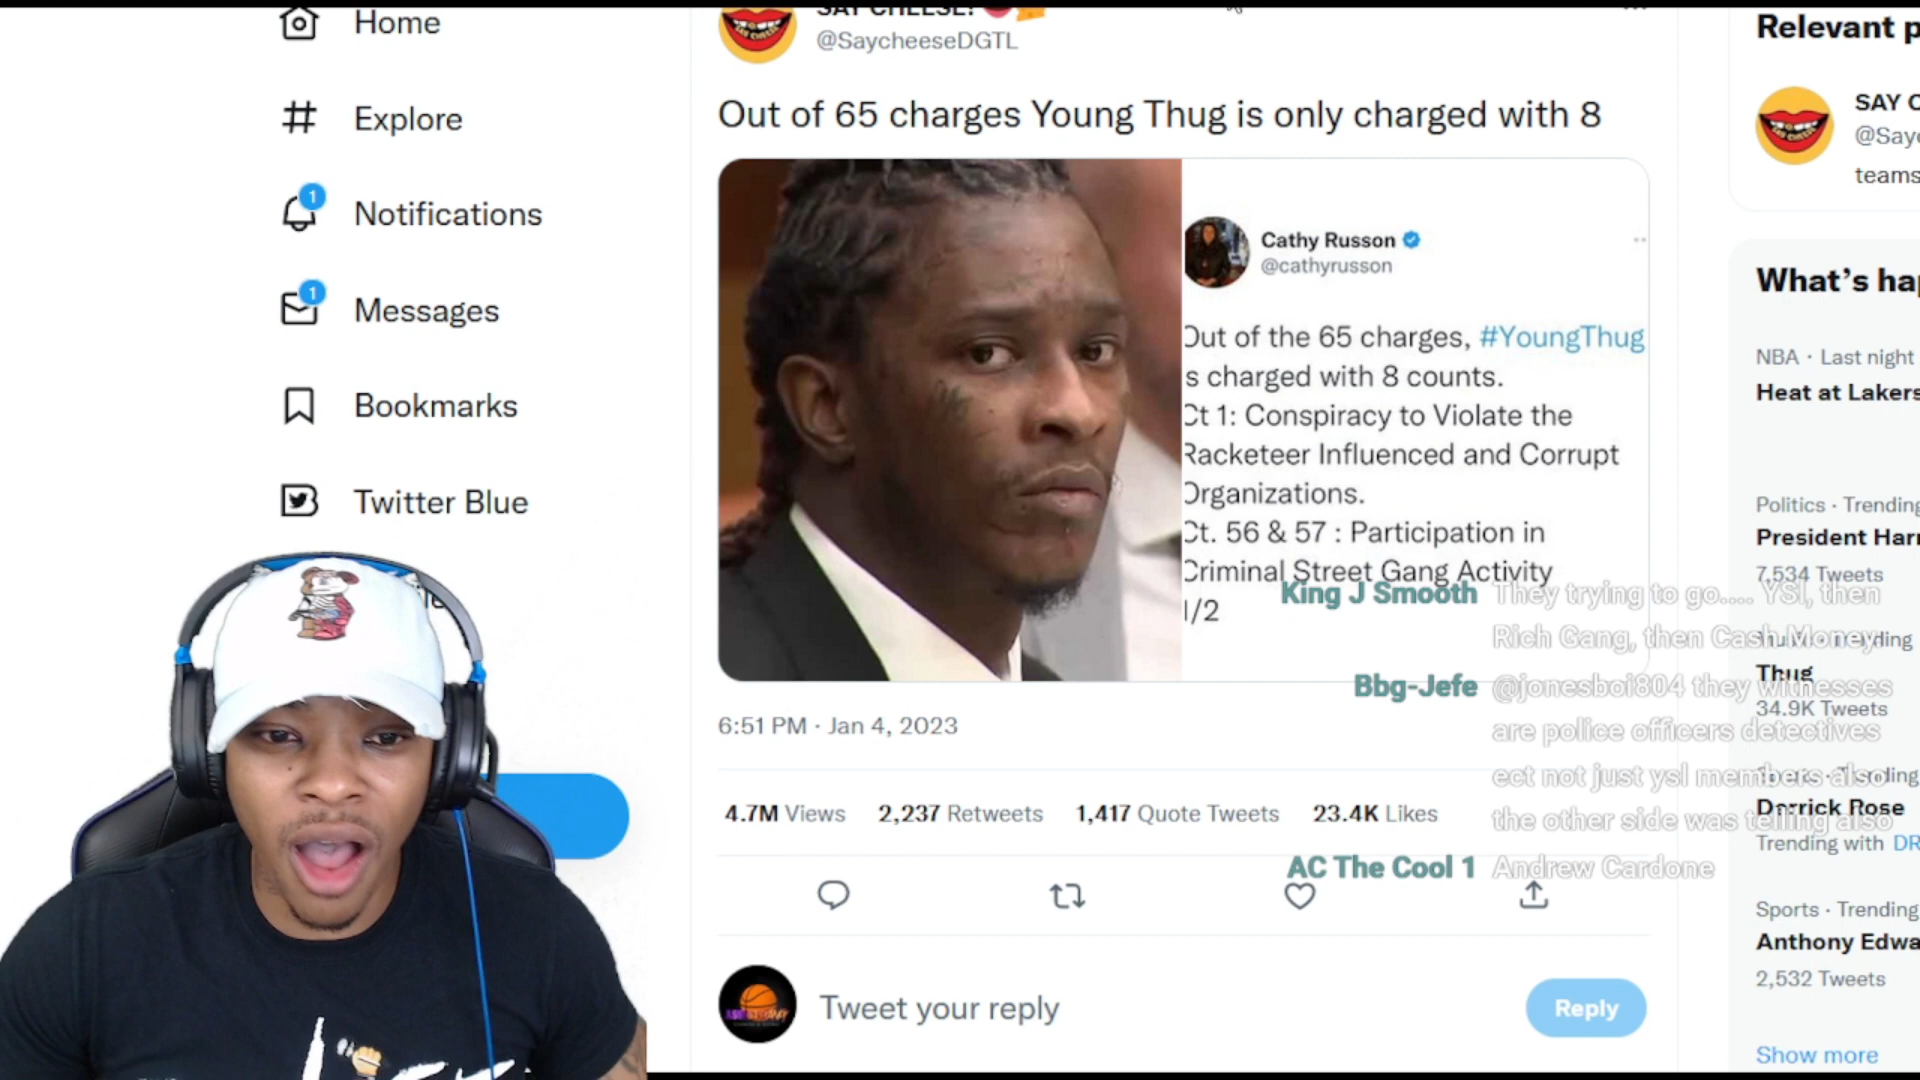 Home
Explore
1
Notifications
1
Messages
Bookmarks
Twitter Blue
SAY CHEESE!
@SaycheeseDGTL
Out of 65 charges Young Thug is only charged with 8
Cathy Russon
@cathyrusson
Out of the 65 charges, #YoungThug
s charged with 8 counts.
Ct 1: Conspiracy to Violate the
Racketeer Influenced and Corrupt
Organizations.
Ct. 56 & 57 : Participation in
Criminal Street Gang Activity
1/2
6:51 PM · Jan 4, 2023
4.7M Views 2,237 Retweets 1,417 Quote Tweets 23.4K Likes
Tweet your reply
Reply
King J Smooth They trying to go..... YSl, then
Rich Gang, then Cash Money
Bbg-Jefe @jonesboi804 they witnesses
are police officers detectives
ect not just ysl members also
the other side was telling also
AC The Cool 1 Andrew Cardone
Relevant p
SAY C
@Sayc
teams
What's ha
NBA · Last night
Heat at Lakers
Politics · Trending
President Harr
7,534 Tweets
Thug
34.9K Tweets
Derrick Rose
Trending with DR
Sports · Trending
Anthony Edwa
2,532 Tweets
Show more